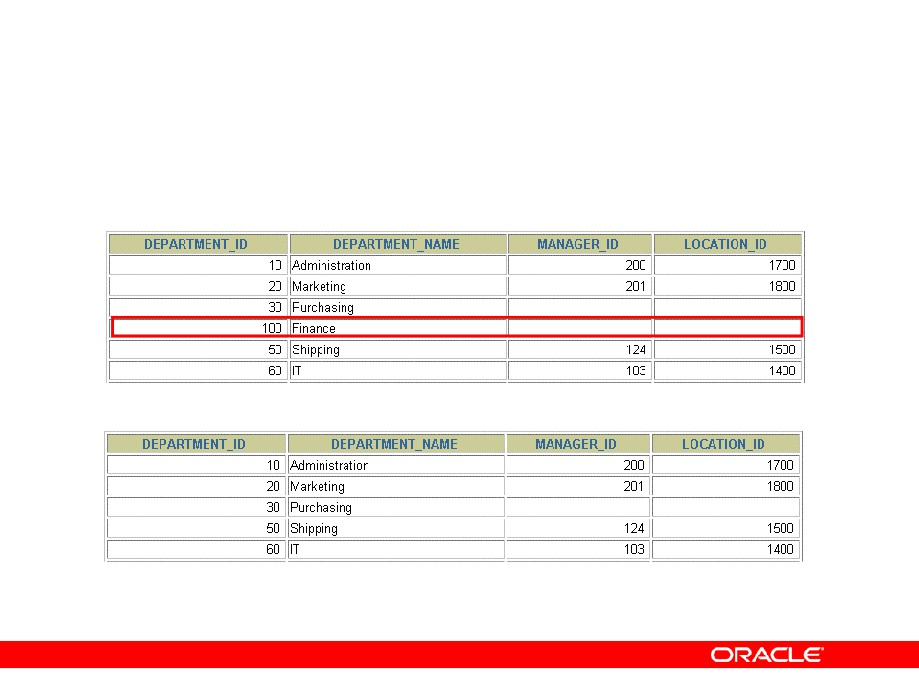 DEPARTMENT_ID DEPARTMENT_NAME MANAGER_ID LOCATION_ID
10 Administration 200 1700
20 Marketing 201 1800
30 Purchasing
100 Finance
50 Shipping 124 1500
60 IT 103 1400
DEPARTMENT_ID DEPARTMENT_NAME MANAGER_ID LOCATION_ID
10 Administration 200 1700
20 Marketing 201 1800
30 Purchasing
50 Shipping 124 1500
60 IT 103 1400
ORACLE